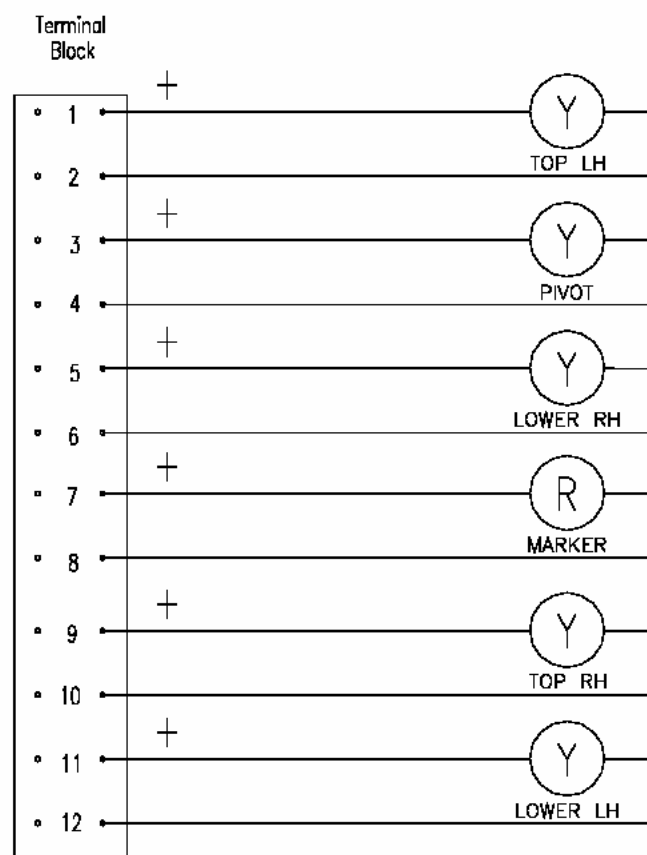 Terminal
Block
+
1 Y
TOP LH
2
+
3 Y
PIVOT
4
+
5 Y
LOWER RH
6
+
7 R
MARKER
8
+
9 Y
TOP RH
10
+
11 Y
LOWER LH
12